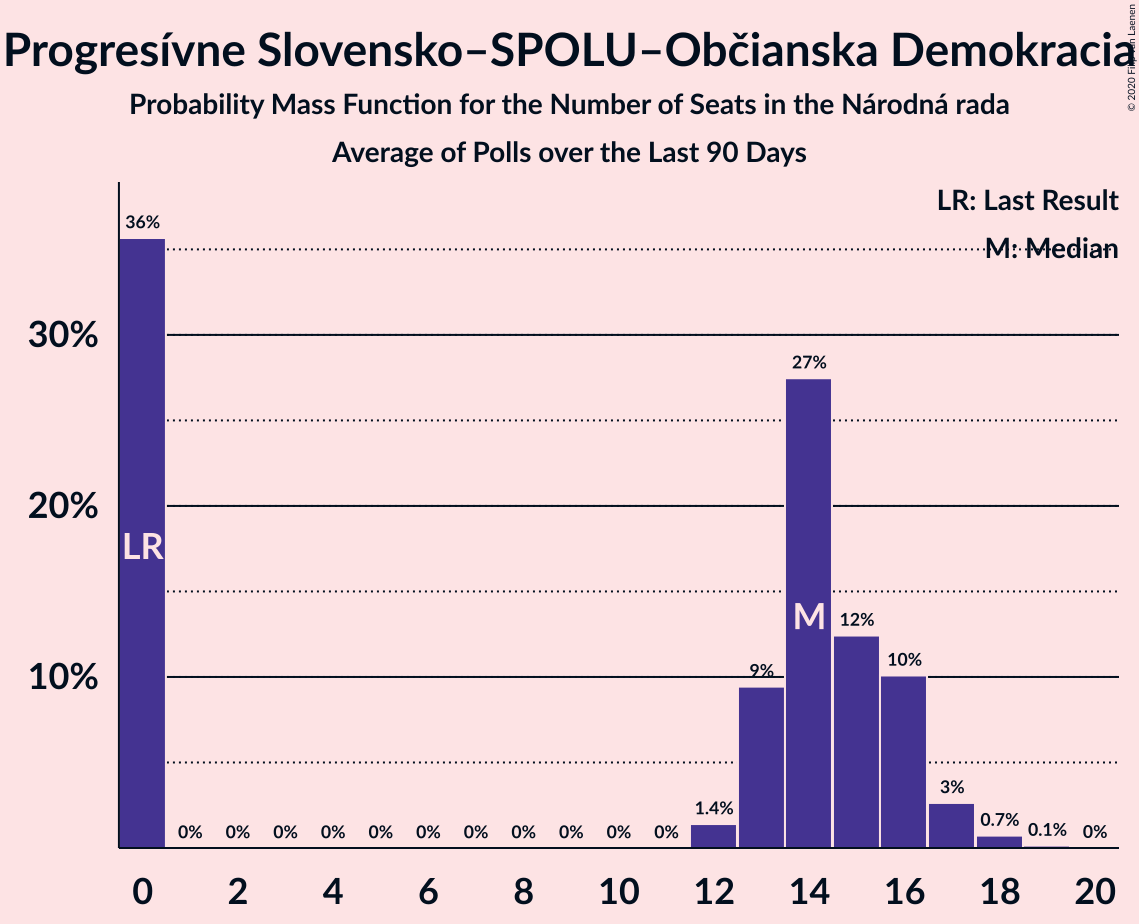 Progresívne Slovensko–SPOLU–Občianska Demokracia
© 2020 Filip van Laenen
Probability Mass Function for the Number of Seats in the Národná rada
Average of Polls over the Last 90 Days
LR: Last Result
M: Median
36%
30%
27%
20%
LR
M
12%
10%
9%
10%
3%
1.4%
0.7%
0.1%
0% 0% 0% 0% 0% 0% 0% 0% 0% 0% 0% 0%
0 2 4 6 8 10 12 14 16 18 20